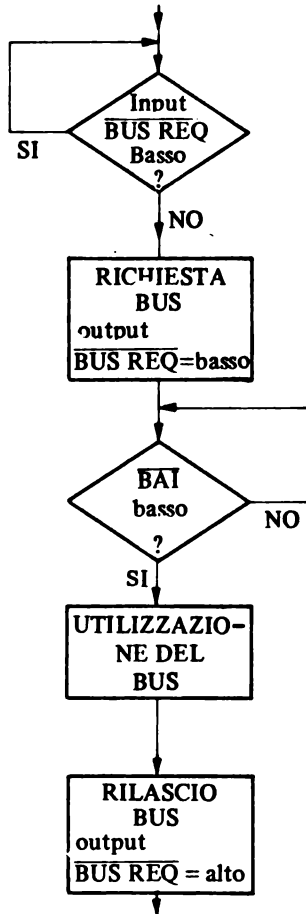 Input
BUS REQ
Basso
?
SI
NO
RICHIESTA
BUS
output
BUS REQ=basso
BAI
basso
?
NO
SI
UTILIZZAZIO-
NE DEL
BUS
RILASCIO
BUS
output
BUS REQ = alto